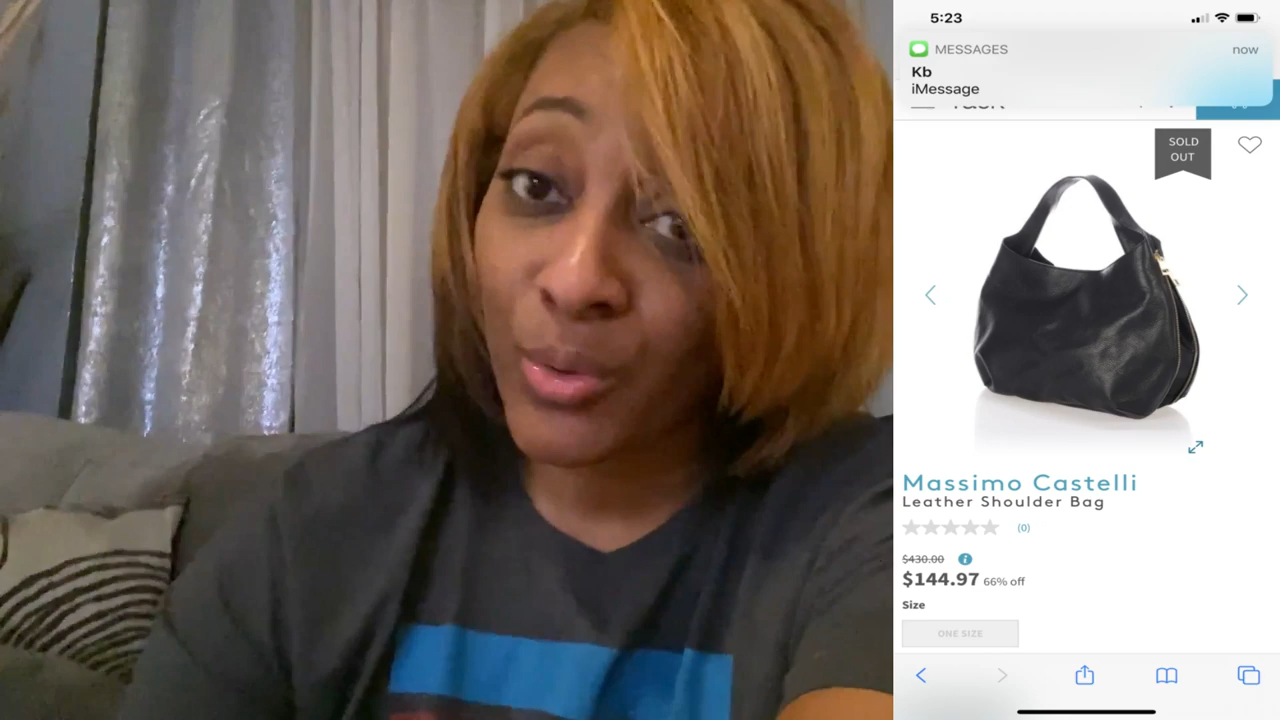 5:23
MESSAGES
now
Kb
iMessage
SOLD
OUT
Massimo Castelli
Leather Shoulder Bag
(0)
$430.00
$144.97 66% off
Size
ONE SIZE